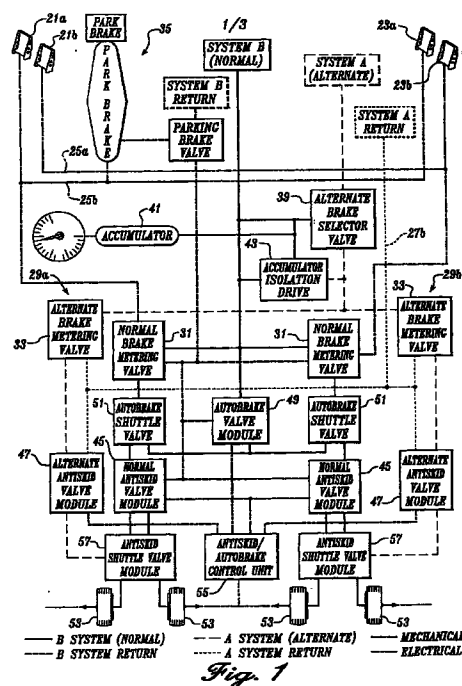 21a
21b
PARK BRAKE
35
1/3
SYSTEM B
(NORMAL)
23a
23b
SYSTEM A
(ALTERNATE)
PARK BRAKE
SYSTEM B
RETURN
SYSTEM A
RETURN
PARKING
BRAKE
VALVE
25a
25b
39
ALTERNATE
BRAKE
SELECTOR
VALVE
41
ACCUMULATOR
43
27b
ACCUMULATOR
ISOLATION
DRIVE
29a
33
29b
ALTERNATE
BRAKE
METERING
VALVE
33
NORMAL
BRAKE
METERING
VALVE
31
31
NORMAL
BRAKE
METERING
VALVE
ALTERNATE
BRAKE
METERING
VALVE
51
AUTOBRAKE
SHUTTLE
VALVE
49
AUTOBRAKE
VALVE
MODULE
51
AUTOBRAKE
SHUTTLE
VALVE
47
45
45
47
ALTERNATE
ANTISKID
VALVE
MODULE
NORMAL
ANTISKID
VALVE
MODULE
NORMAL
ANTISKID
VALVE
MODULE
ALTERNATE
ANTISKID
VALVE
MODULE
57
ANTISKID
SHUTTLE VALVE
MODULE
ANTISKID/
AUTOBRAKE
CONTROL UNIT
55
57
ANTISKID
SHUTTLE VALVE
MODULE
53
53
53
53
B SYSTEM (NORMAL)
A SYSTEM (ALTERNATE)
MECHANICAL
B SYSTEM RETURN
A SYSTEM RETURN
ELECTRICAL
Fig. 1